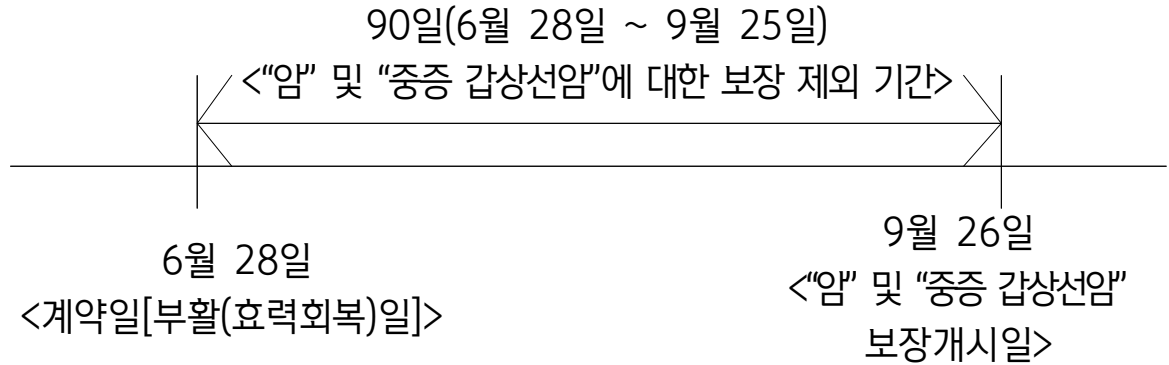 90일(6월 28일 ~ 9월 25일)
<“암” 및 “중증 갑상선암”에 대한 보장 제외 기간>
6월 28일
<계약일[부활(효력회복)일]>
9월 26일
<“암” 및 “중증 갑상선암”
보장개시일>